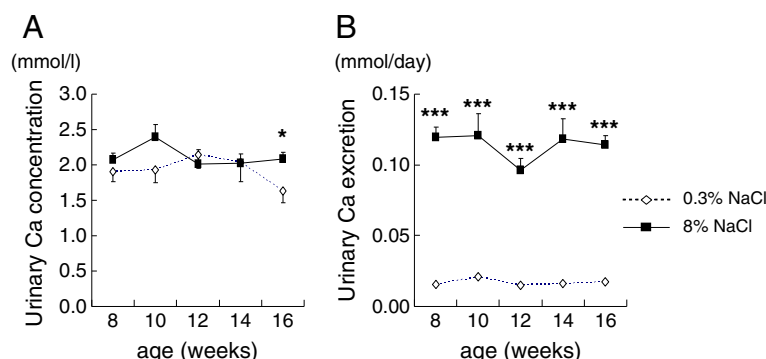 A
(mmol/l)
Urinary Ca concentration
3.0
2.5
2.0
1.5
1.0
0.5
0.0
*
8 10 12 14 16
age (weeks)
B
(mmol/day)
Urinary Ca excretion
0.15
0.10
0.05
0.00
*** *** *** *** ***
8 10 12 14 16
age (weeks)
0.3% NaCl
8% NaCl